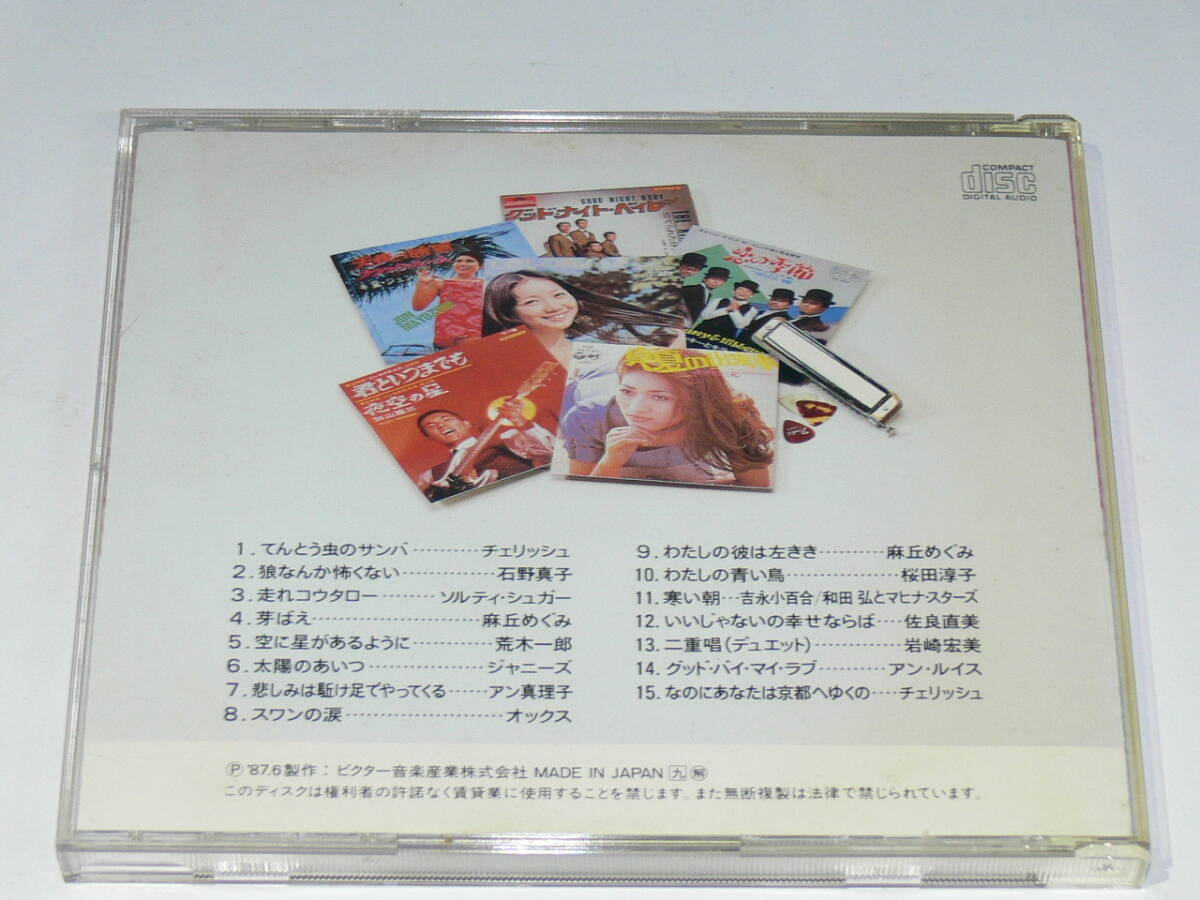 COMPACT
disc
DIGITAL AUDIO
GOOD NIGHT BABY
グッド・ナイト・ベイビー
恋の季節
君といつまでも
夜空の星
加山雄三
真夏の
1.てんとう虫のサンバ………チェリッシュ
2.狼なんか怖くない…………石野真子
3.走れコウタロー………ソルティ・シュガー
4.芽ばえ…………麻丘めぐみ
5.空に星があるように…………荒木一郎
6.太陽のあいつ…………ジャニーズ
7.悲しみは駈け足でやってくる……アン真理子
8.スワンの涙…………オックス
9.わたしの彼は左きき…………麻丘めぐみ
10.わたしの青い鳥…………桜田淳子
11.寒い朝…吉永小百合/和田 弘とマヒナ・スターズ
12.いいじゃないの幸せならば…佐良直美
13.二重唱(デュエット)…………岩崎宏美
14.グッド・バイ・マイ・ラブ…………アン・ルイス
15.なのにあなたは京都へゆくの…チェリッシュ
Ⓟ'87.6製作:ビクター音楽産業株式会社 MADE IN JAPAN 九 解
このディスクは権利者の許諾なく賃貸業に使用することを禁じます。また無断複製は法律で禁じられています。